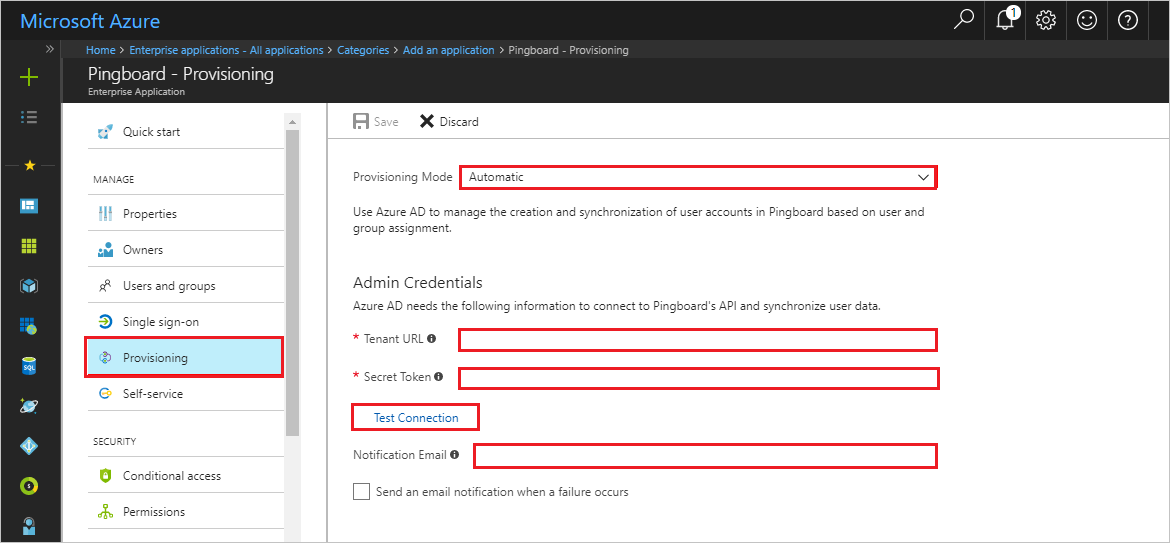 Microsoft Azure
1
Home > Enterprise applications - All applications > Categories > Add an application > Pingboard - Provisioning
Pingboard - Provisioning
Enterprise Application
Quick start
MANAGE
Properties
Owners
Users and groups
Single sign-on
Provisioning
Self-service
SECURITY
Conditional access
Permissions
Save
Discard
Provisioning Mode
Automatic
Use Azure AD to manage the creation and synchronization of user accounts in Pingboard based on user and
group assignment.
Admin Credentials
Azure AD needs the following information to connect to Pingboard's API and synchronize user data.
* Tenant URL
* Secret Token
Test Connection
Notification Email
Send an email notification when a failure occurs
SQL